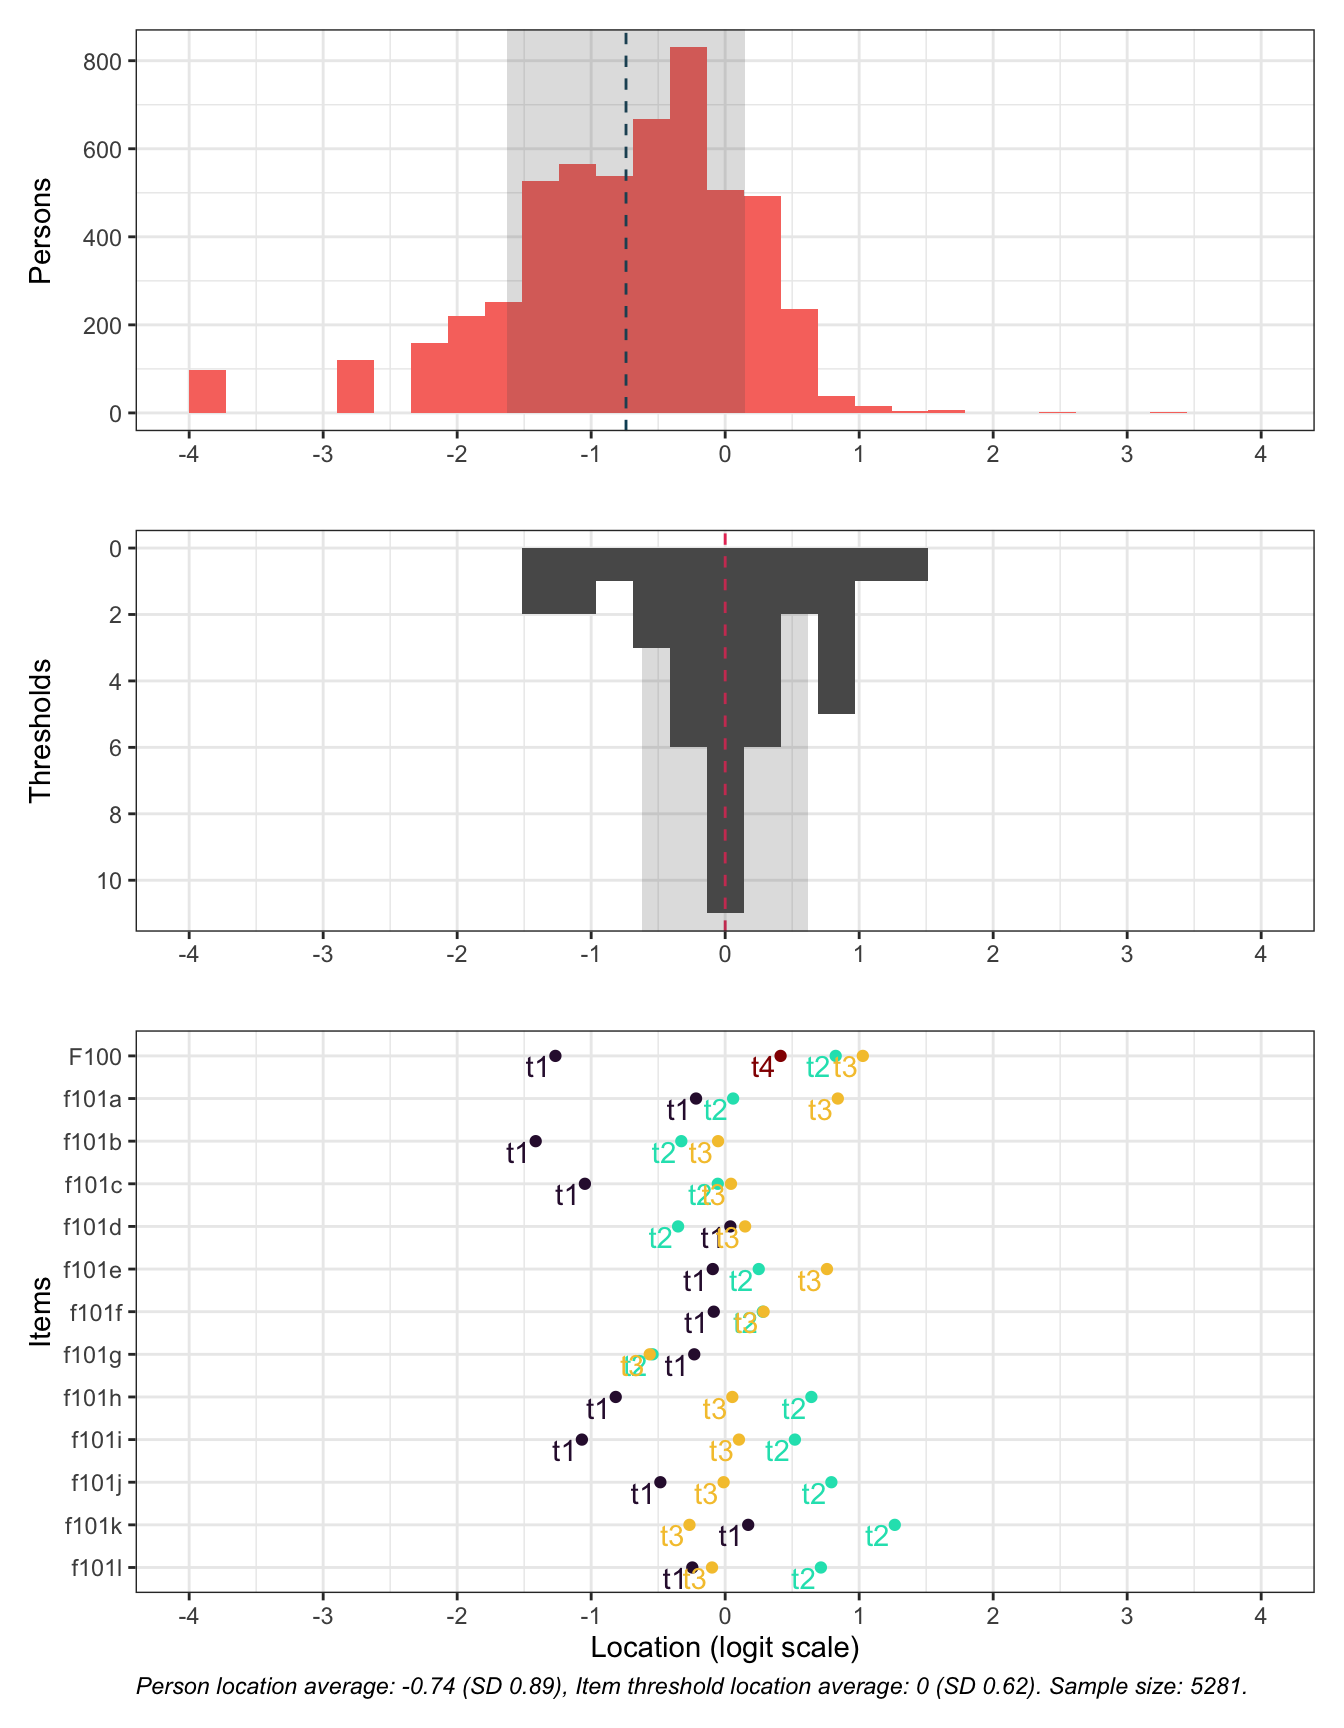 Persons
800
600
400
200
0
-4 -3 -2 -1 0 1 2 3 4
Thresholds
0
2
4
6
8
10
-4 -3 -2 -1 0 1 2 3 4
Items
F100 t1 t4 t2 t3
f101a t1 t2 t3
f101b t1 t2 t3
f101c t1 t2 t3
f101d t2 t1 t3
f101e t1 t2 t3
f101f t1 t2 t3
f101g t3 t2 t1
f101h t1 t3 t2
f101i t1 t3 t2
f101j t1 t3 t2
f101k t3 t1 t2
f101l t1 t3 t2
-4 -3 -2 -1 0 1 2 3 4
Location (logit scale)
Person location average: -0.74 (SD 0.89), Item threshold location average: 0 (SD 0.62). Sample size: 5281.